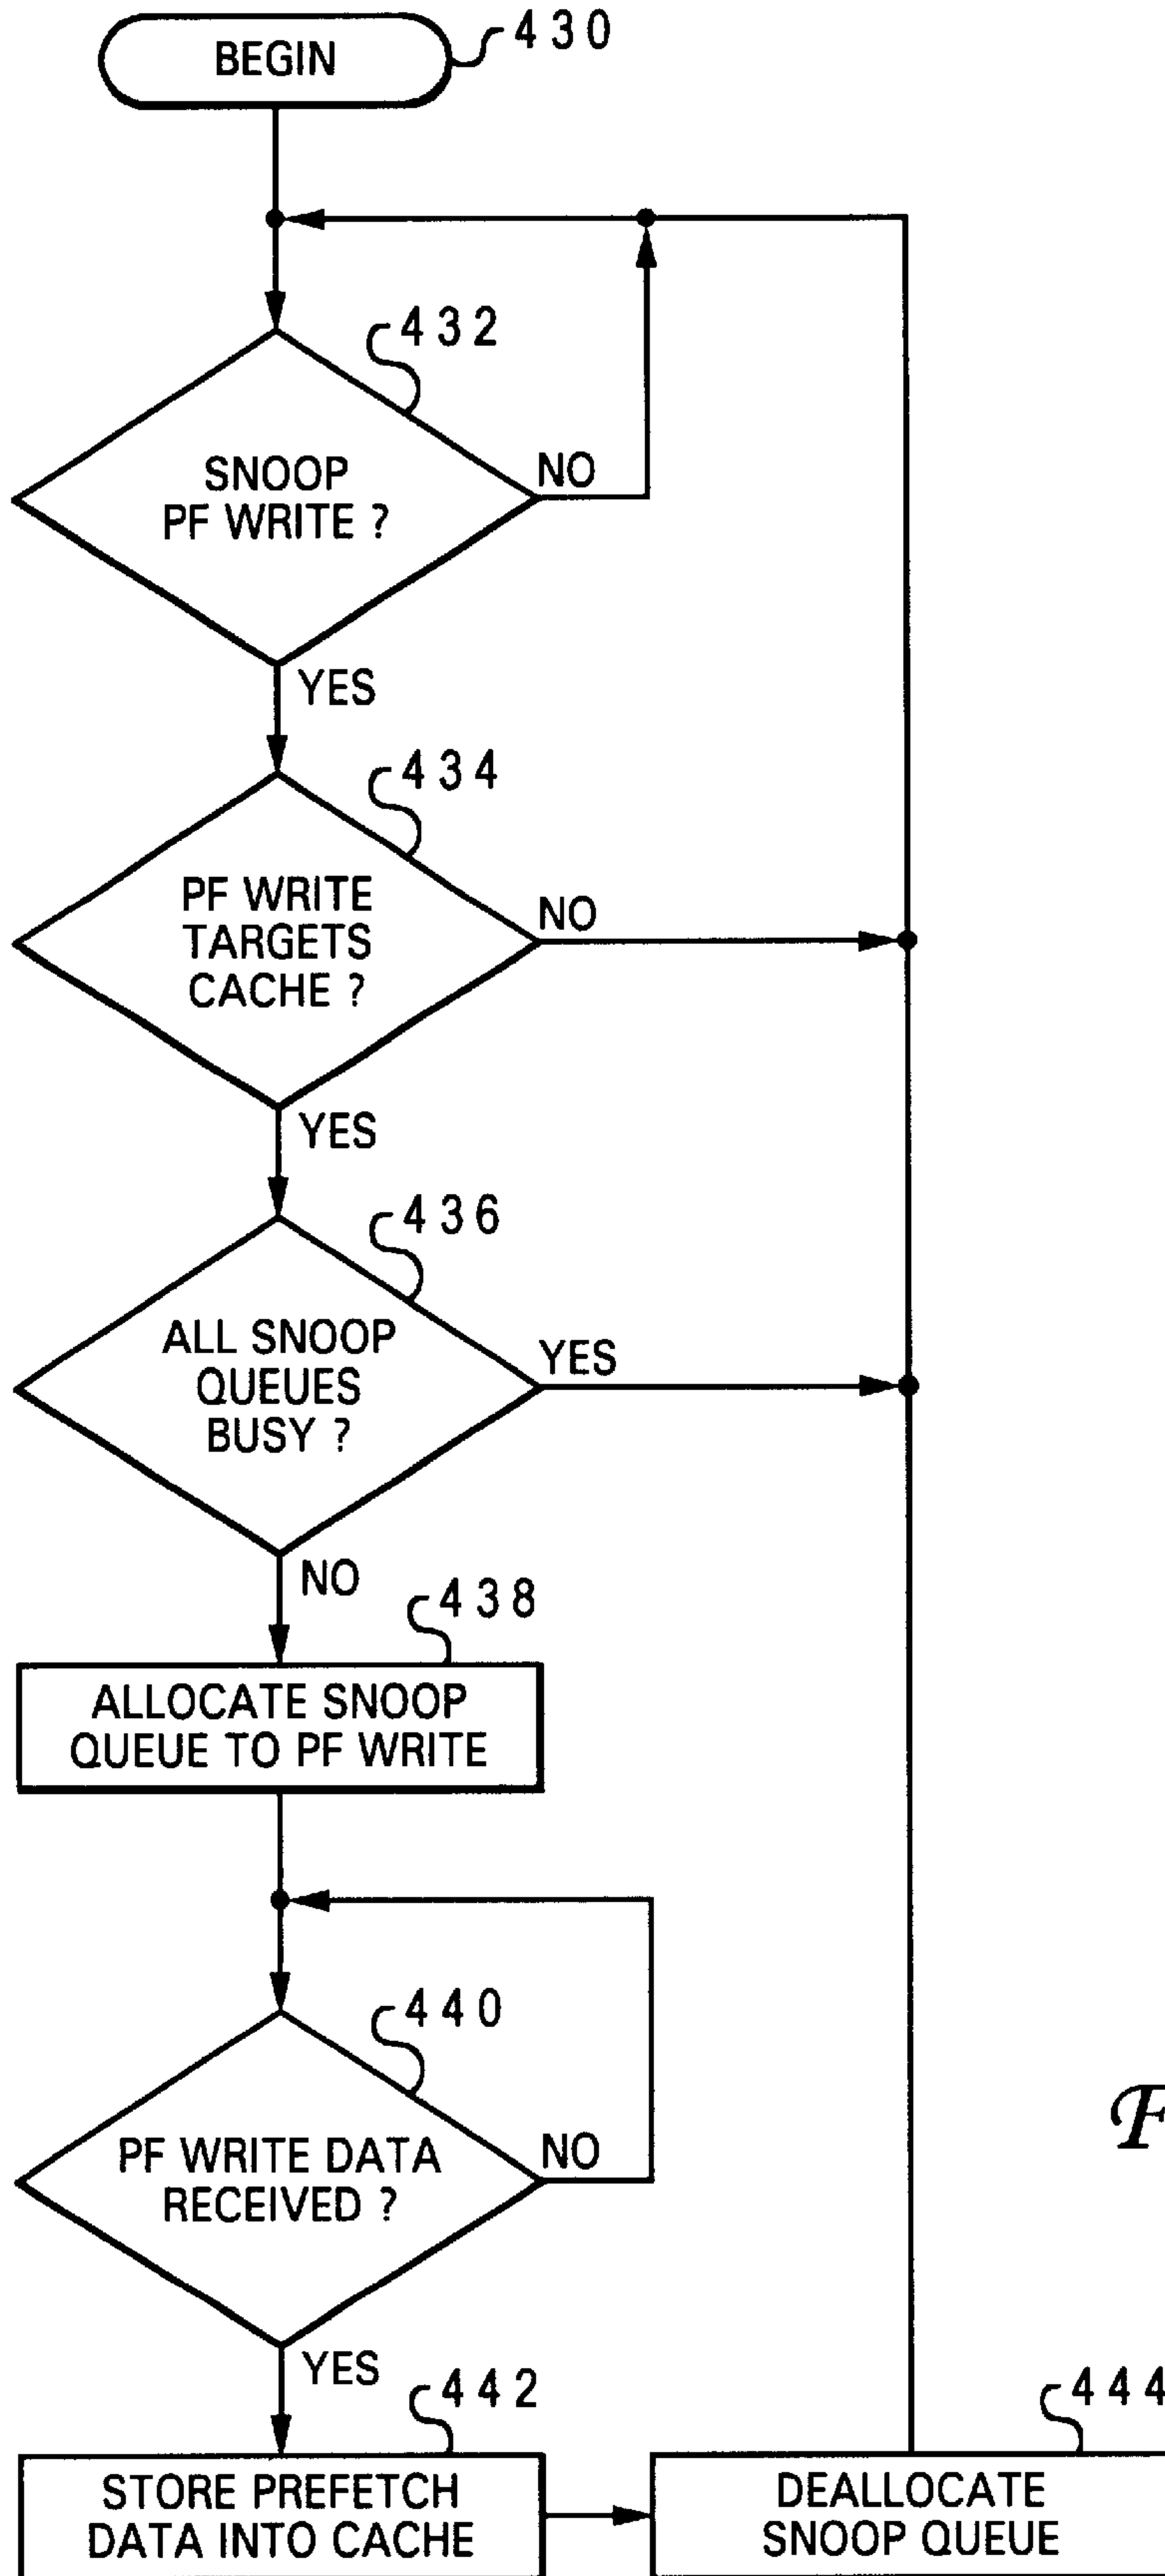 BEGIN
430
432
SNOOP
PF WRITE ?
NO
YES
434
PF WRITE
TARGETS
CACHE ?
NO
YES
436
ALL SNOOP
QUEUES
BUSY ?
YES
NO
438
ALLOCATE SNOOP
QUEUE TO PF WRITE
440
PF WRITE DATA
RECEIVED ?
NO
F
YES
442
444
STORE PREFETCH
DATA INTO CACHE
DEALLOCATE
SNOOP QUEUE